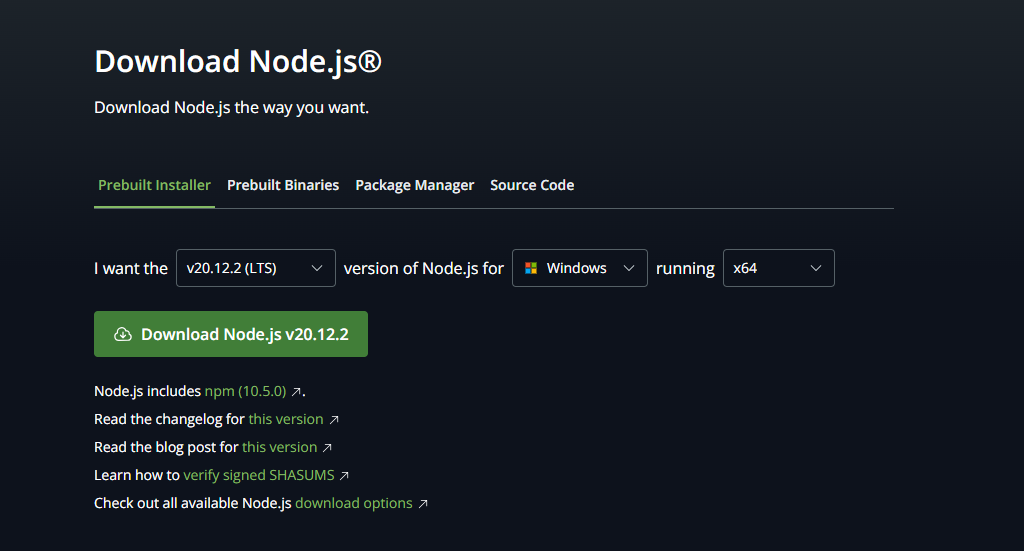 Download Node.js®
Download Node.js the way you want.
Prebuilt Installer Prebuilt Binaries Package Manager Source Code
I want the v20.12.2 (LTS) version of Node.js for Windows running x64
Download Node.js v20.12.2
Node.js includes npm (10.5.0) ↗.
Read the changelog for this version ↗
Read the blog post for this version ↗
Learn how to verify signed SHASUMS ↗
Check out all available Node.js download options ↗